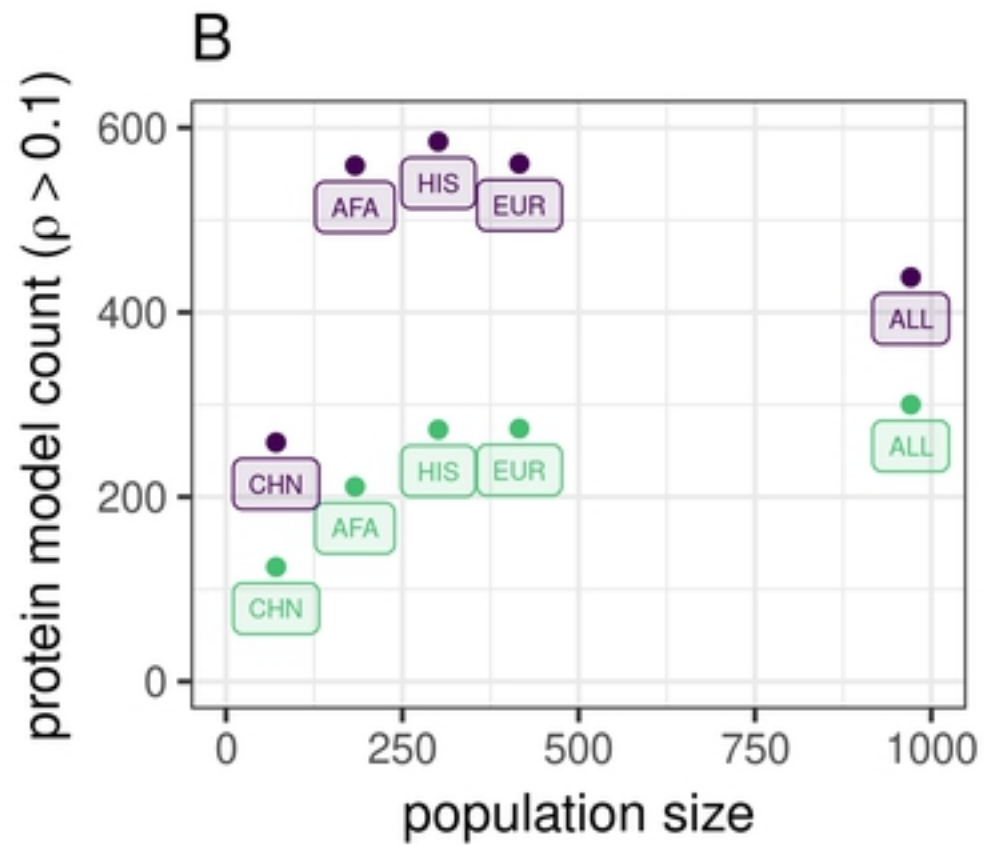 B
protein model count (ρ > 0.1)
600
400
200
0
AFA
HIS
EUR
ALL
CHN
HIS
EUR
ALL
AFA
CHN
0 250 500 750 1000
population size